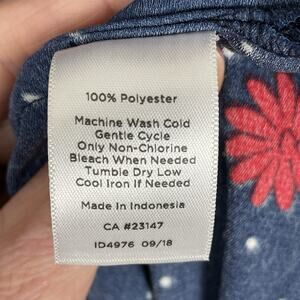 100% Polyester
Machine Wash Cold
Gentle Cycle
Only Non-Chlorine
Bleach When Needed
Tumble Dry Low
Cool Iron If Needed
Made In Indonesia
CA #23147
ID4976 09/18